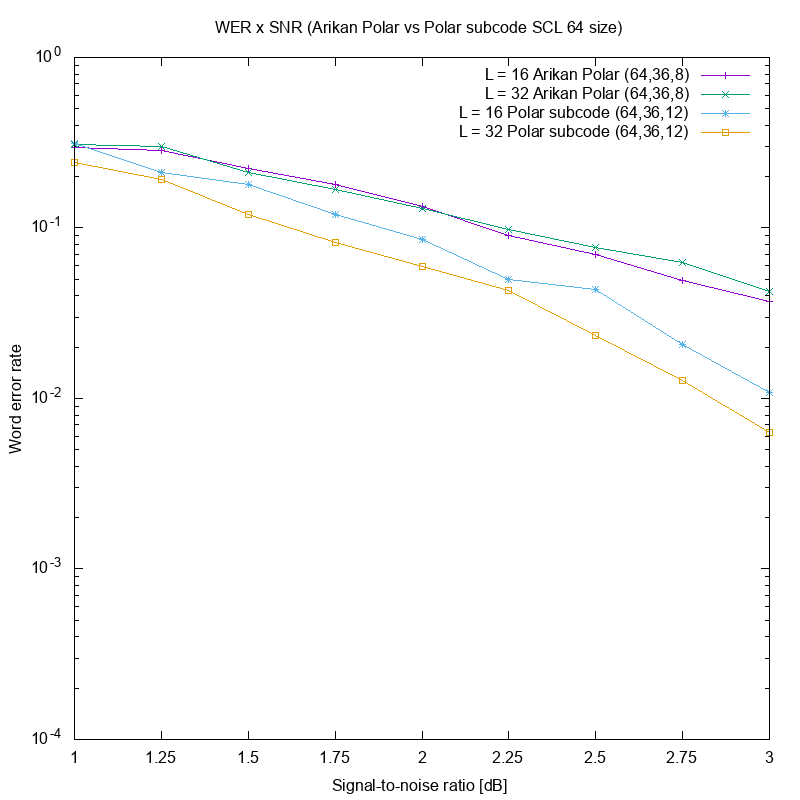 WER x SNR (Arikan Polar vs Polar subcode SCL 64 size)
L = 16 Arikan Polar (64,36,8)
L = 32 Arikan Polar (64,36,8)
L = 16 Polar subcode (64,36,12)
L = 32 Polar subcode (64,36,12)
10^0
10^-1
10^-2
10^-3
10^-4
Word error rate
1 1.25 1.5 1.75 2 2.25 2.5 2.75 3
Signal-to-noise ratio [dB]